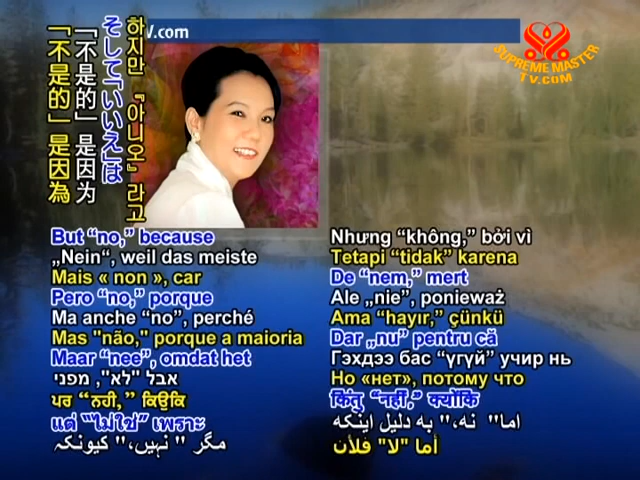 TV.com
SUPREME MASTER
TV.COM
하지만 『아니오』 라고
そして「いいえ」は
「不是的」是因为
「不是的」是因為
But “no,” because
„Nein“, weil das meiste
Mais « non », car
Pero “no,” porque
Ma anche “no”, perché
Mas "não," porque a maioria
Maar “nee”, omdat het
אבל "לא", מפני
ਪਰ “ਨਹੀ,” ਕਿਉਕਿ
แต่ “ไม่ใช่” เพราะ
مگر " نہیں،" کیونکہ
Nhưng “không,” bởi vì
Tetapi “tidak” karena
De “nem,” mert
Ale „nie”, ponieważ
Ama “hayır,” çünkü
Dar „nu” pentru că
Гэхдээ бас “үгүй” учир нь
Но «нет», потому что
किंतु “नहीं,” क्योंकि
اما" نه،" به دلیل اینکه
أما "لا" فلأن